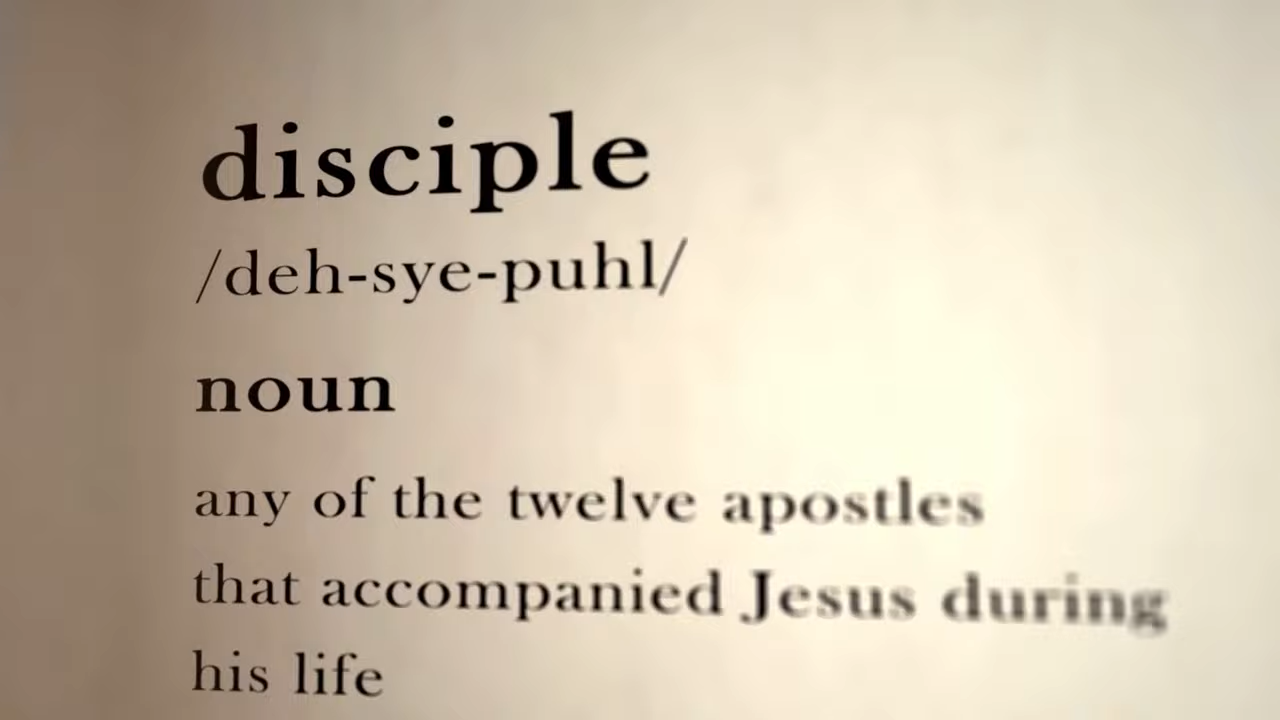 disciple
/deh-sye-puhl/
noun
any of the twelve apostles
that accompanied Jesus during
his life